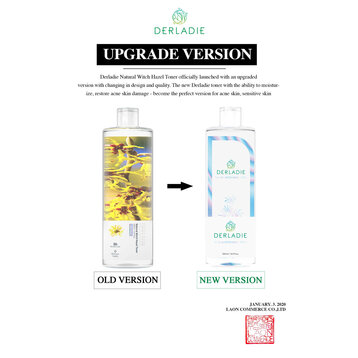 DERLADIE
UPGRADE VERSION
Derladie Natural Witch Hazel Toner officially launched with an upgraded
version with changing in design and quality. The new Derladie toner with the ability to moistur-
ize, restore acne skin damage - become the perfect version for acne skin, sensitive skin
DERLADIE
DERLADIE
OLD VERSION
NEW VERSION
JANUARY. 3. 2020
LAON COMMERCE CO.,LTD